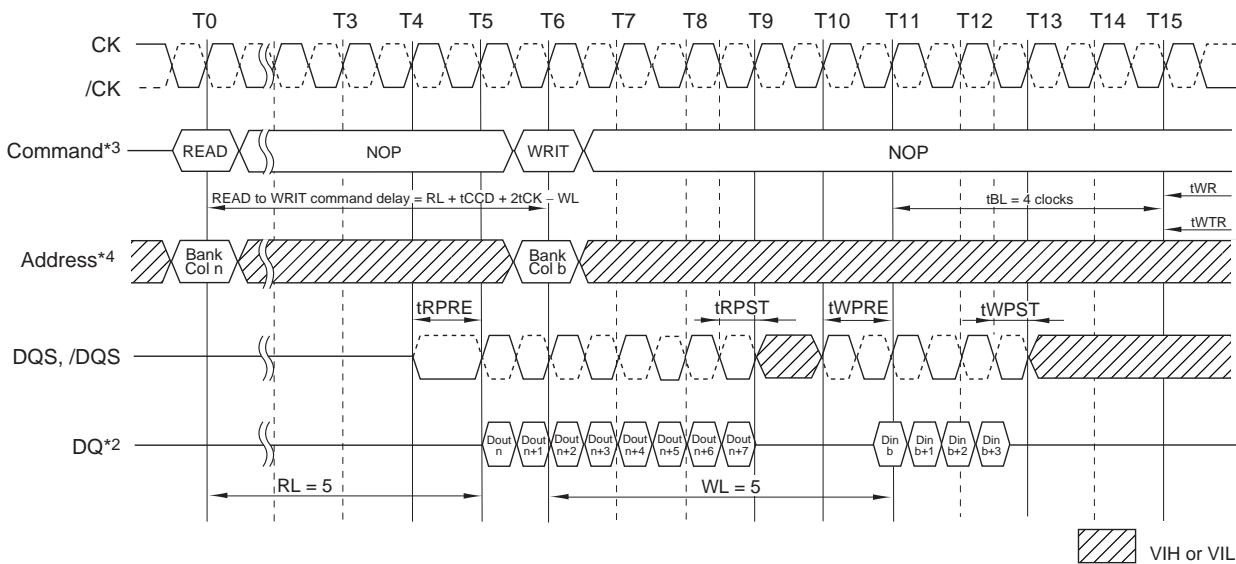 T0 T3 T4 T5 T6 T7 T8 T9 T10 T11 T12 T13 T14 T15
CK
/CK
Command*3 READ NOP WRIT NOP
READ to WRIT command delay = RL + tCCD + 2tCK – WL
tBL = 4 clocks
tWR
tWTR
Address*4
Bank
Col n
Bank
Col b
tRPRE tRPST tWPRE tWPST
DQS, /DQS
DQ*2
Dout
n
Dout
n+1
Dout
n+2
Dout
n+3
Dout
n+4
Dout
n+5
Dout
n+6
Dout
n+7
Din
b
Din
b+1
Din
b+2
Din
b+3
RL = 5
WL = 5
VIH or VIL